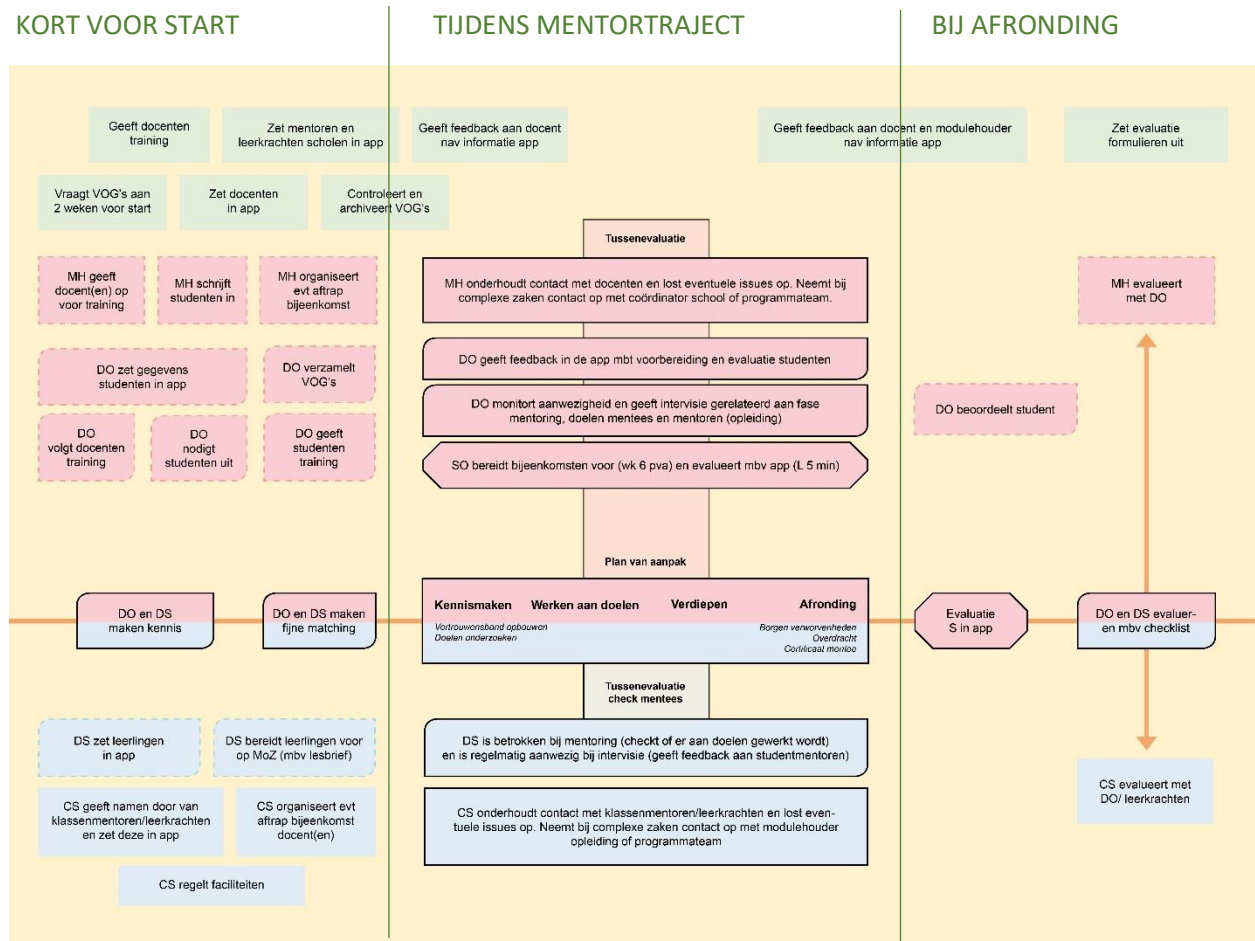 KORT VOOR START
TIJDENS MENTORTRAJECT
BIJ AFRONDING
Geeft docenten
training
Zet mentoren en
leerkrachten scholen in app
Geeft feedback aan docent
nav informatie app
Geeft feedback aan docent en modulehouder
nav informatie app
Zet evaluatie
formulieren uit
Vraagt VOG's aan
2 weken voor start
Zet docenten
in app
Controleert en
archiveert VOG's
Tussenevaluatie
MH geeft
docent(en) op
voor training
MH schrijft
studenten in
MH organiseert
evt aftrap
bijeenkomst
MH onderhoudt contact met docenten en lost eventuele issues op. Neemt bij
complexe zaken contact op met coördinator school of programmateam.
MH evalueert
met DO
DO zet gegevens
studenten in app
DO verzamelt
VOG's
DO geeft feedback in de app mbt voorbereiding en evaluatie studenten
DO monitort aanwezigheid en geeft intervisie gerelateerd aan fase
mentoring, doelen mentees en mentoren (opleiding)
DO beoordeelt student
DO
volgt docenten
training
DO
nodigt
studenten uit
DO geeft
studenten
training
SO bereidt bijeenkomsten voor (wk 6 pva) en evalueert mbv app (L 5 min)
Plan van aanpak
DO en DS
maken kennis
DO en DS maken
fijne matching
Kennismaken
Werken aan doelen
Verdiepen
Afronding
Vertrouwensband opbouwen
Doelen onderzoeken
Borgen verworvenheden
Overdracht
Certificaat mentee
Evaluatie
S in app
DO en DS evaluer-
en mbv checklist
Tussenevaluatie
check mentees
DS zet leerlingen
in app
DS bereidt leerlingen voor
op MoZ (mbv lesbrief)
DS is betrokken bij mentoring (checkt of er aan doelen gewerkt wordt)
en is regelmatig aanwezig bij intervisie (geeft feedback aan studentmentoren)
CS geeft namen door van
klassenmentoren/leerkrachten
en zet deze in app
CS organiseert evt
aftrap bijeenkomst
docent(en)
CS onderhoudt contact met klassenmentoren/leerkrachten en lost even-
tuele issues op. Neemt bij complexe zaken contact op met modulehouder
opleiding of programmateam
CS evalueert met
DO/ leerkrachten
CS regelt faciliteiten